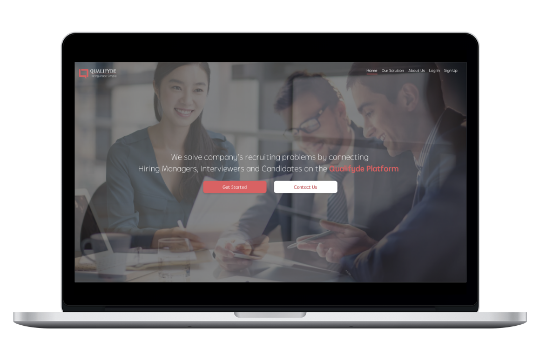 QUALIFYDE
Home Our Solution About Us Log In Sign Up
We solve company's recruiting problems by connecting
Hiring Managers, Interviewers and Candidates on the Qualifyde Platform
Get Started Contact Us